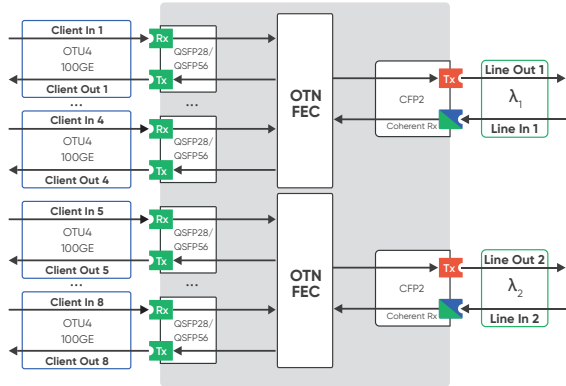 Client In 1
OTU4
100GE
Client Out 1
...
Client In 4
OTU4
100GE
Client Out 4
Client In 5
OTU4
100GE
Client Out 5
...
Client In 8
OTU4
100GE
Client Out 8
Rx
QSFP28/
QSFP56
Tx
...
Rx
QSFP28/
QSFP56
Tx
Rx
QSFP28/
QSFP56
Tx
...
Rx
QSFP28/
QSFP56
Tx
OTN
FEC
OTN
FEC
CFP2
Tx
Coherent Rx
CFP2
Tx
Coherent Rx
Line Out 1
λ1
Line In 1
Line Out 2
λ2
Line In 2